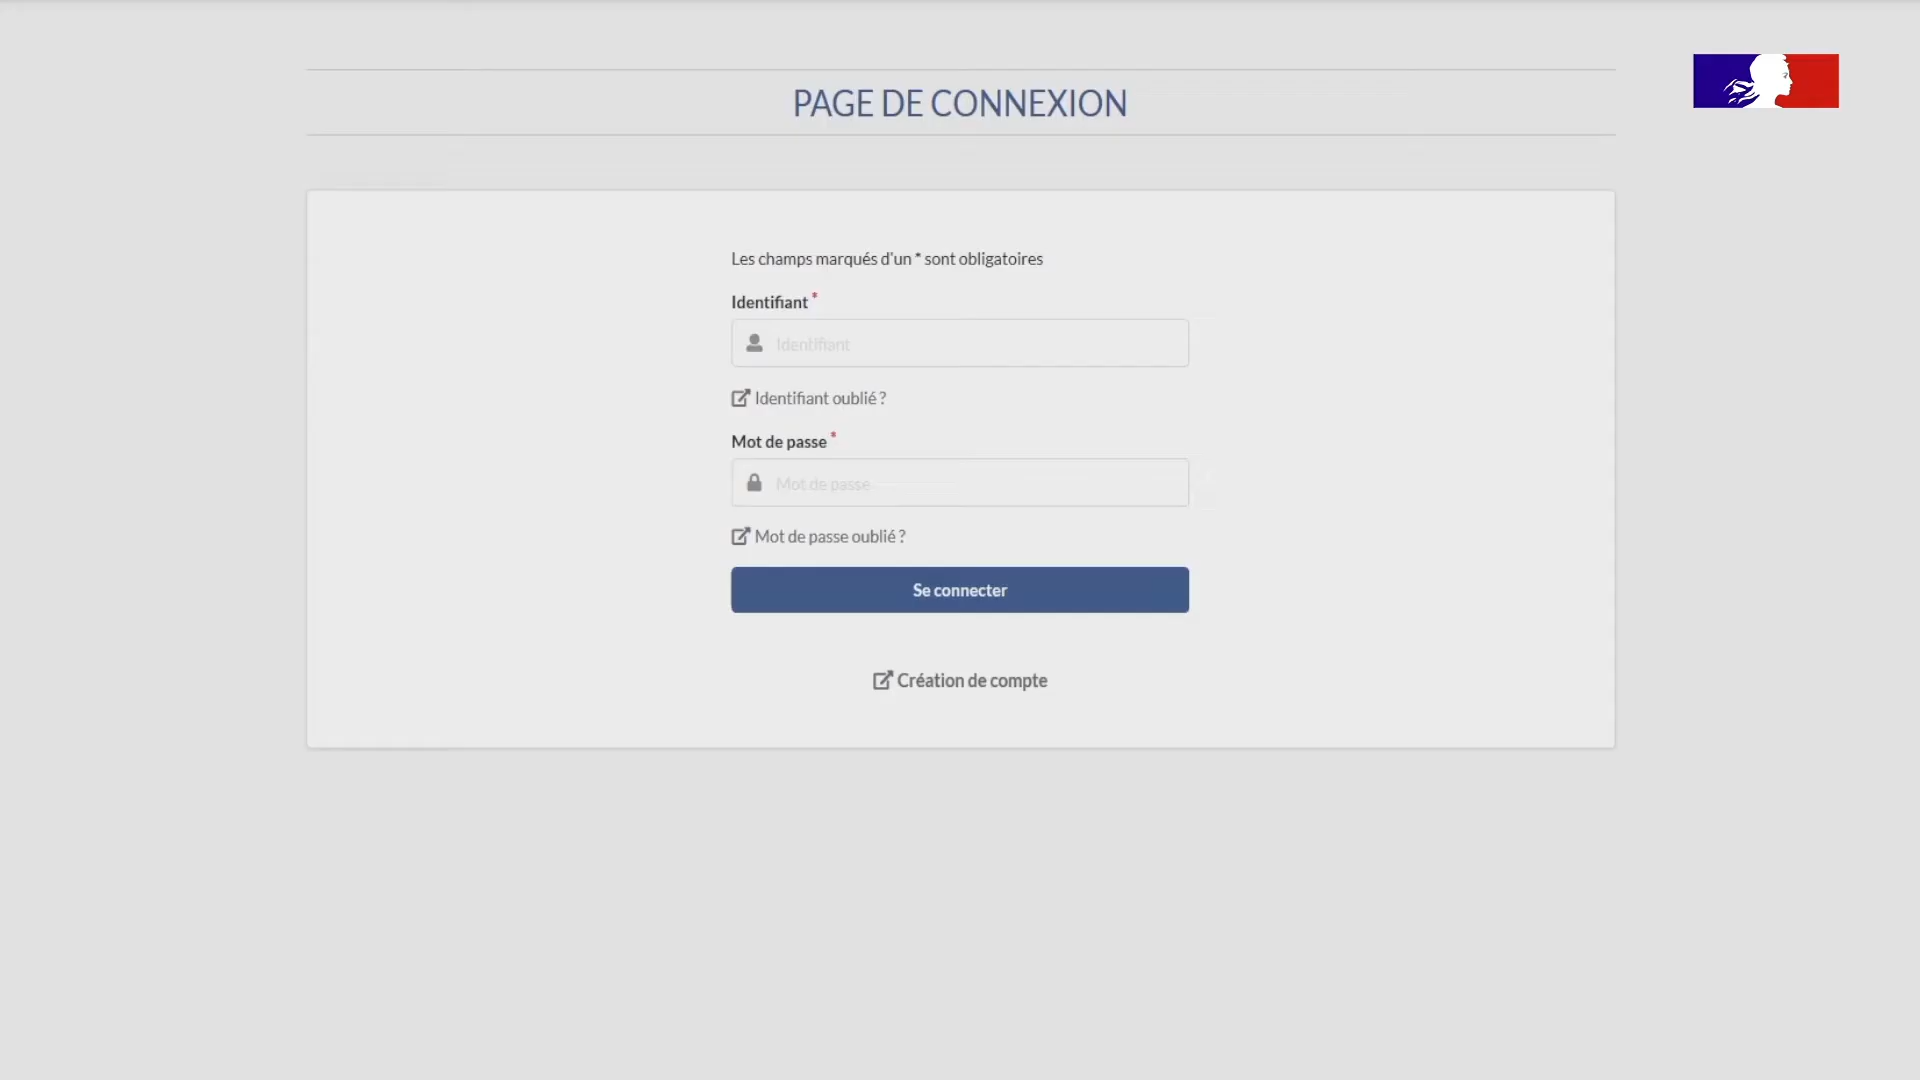 PAGE DE CONNEXION
Les champs marqués d'un * sont obligatoires
Identifiant *
Identifiant
Identifiant oublié ?
Mot de passe *
Mot de passe
Mot de passe oublié ?
Se connecter
Création de compte